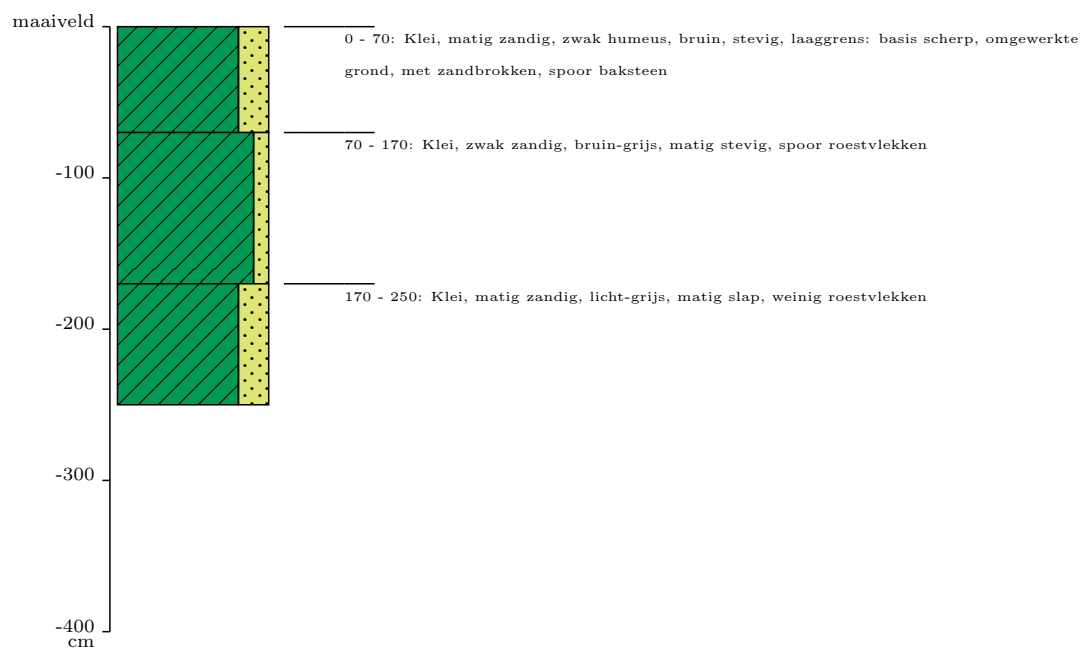 maaiveld
0 - 70: Klei, matig zandig, zwak humeus, bruin, stevig, laaggrens: basis scherp, omgewerkte
grond, met zandbrokken, spoor baksteen
70 - 170: Klei, zwak zandig, bruin-grijs, matig stevig, spoor roestvlekken
-100
170 - 250: Klei, matig zandig, licht-grijs, matig slap, weinig roestvlekken
-200
-300
-400
cm